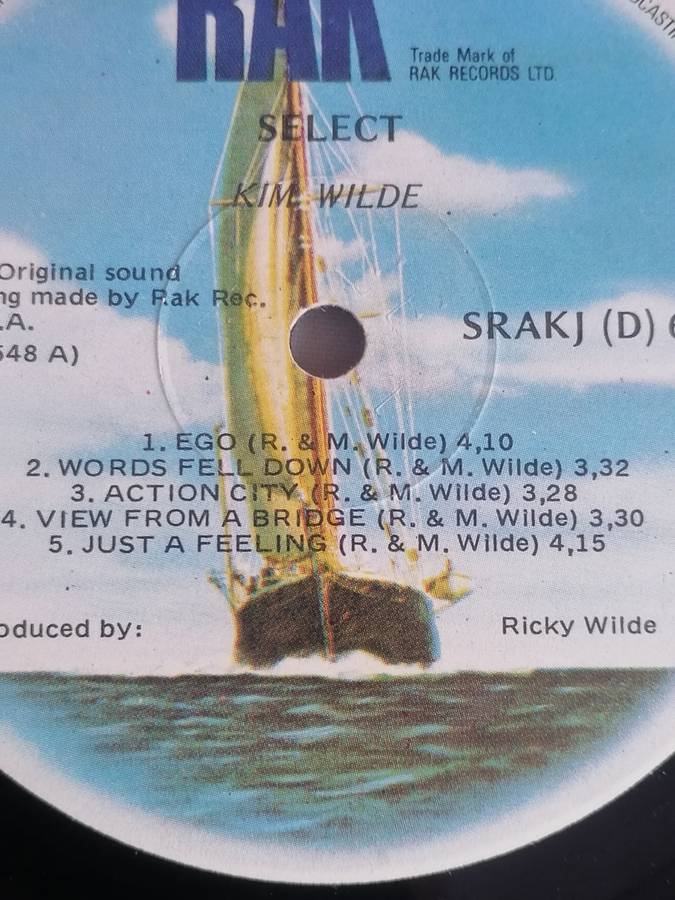 RAK
Trade Mark of
RAK RECORDS LTD.
SELECT
KIM WILDE
Original sound
ng made by Rak Rec.
.A.
548 A)
SRAKJ (D) 6
1. EGO (R. & M. Wilde) 4,10
2. WORDS FELL DOWN (R. & M. Wilde) 3,32
3. ACTION CITY (R. & M. Wilde) 3,28
4. VIEW FROM A BRIDGE (R. & M. Wilde) 3,30
5. JUST A FEELING (R. & M. Wilde) 4,15
oduced by: Ricky Wilde